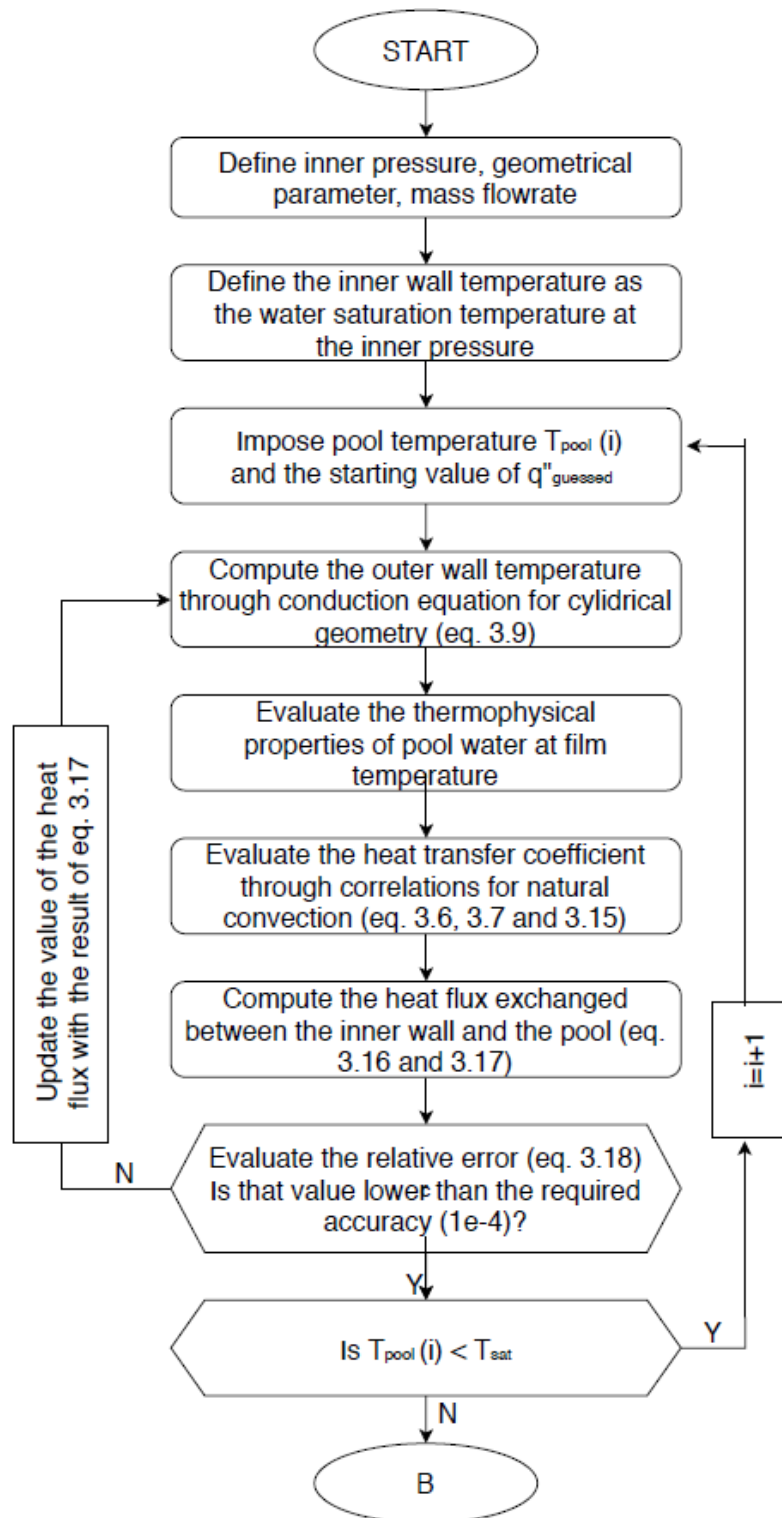 START
Define inner pressure, geometrical
parameter, mass flowrate
Define the inner wall temperature as
the water saturation temperature at
the inner pressure
Impose pool temperature Tpool (i)
and the starting value of q"guessed
Compute the outer wall temperature
through conduction equation for cylidrical
geometry (eq. 3.9)
Evaluate the thermophysical
properties of pool water at film
temperature
Evaluate the heat transfer coefficient
through correlations for natural
convection (eq. 3.6, 3.7 and 3.15)
Compute the heat flux exchanged
between the inner wall and the pool (eq.
3.16 and 3.17)
Update the value of the heat
flux with the result of eq. 3.17
i=i+1
N
Evaluate the relative error (eq. 3.18)
Is that value lower than the required
accuracy (1e-4)?
Y
Is Tpool (i) < Tsat
Y
N
B